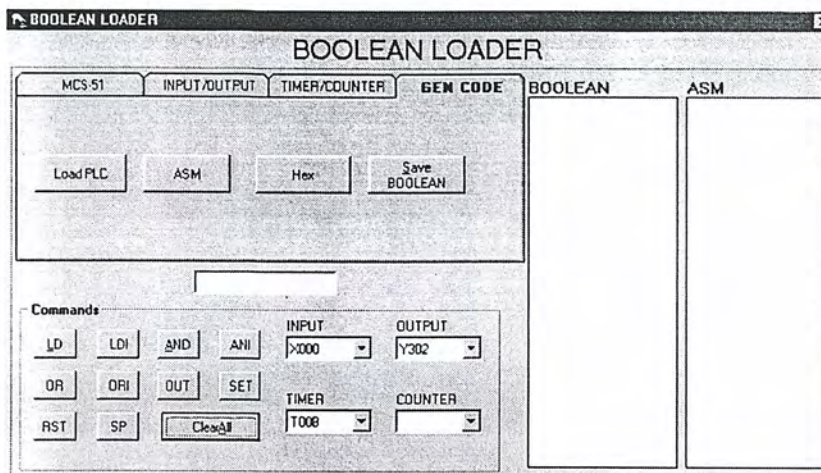 BOOLEAN LOADER
BOOLEAN LOADER
MCS-51 INPUT/OUTPUT TIMER/COUNTER GEN CODE
BOOLEAN ASM
Load PLC ASM Hex Save BOOLEAN
Commands
INPUT OUTPUT
LD LDI AND ANI X000 Y302
OR ORI OUT SET
TIMER COUNTER
RST SP ClearAll T008